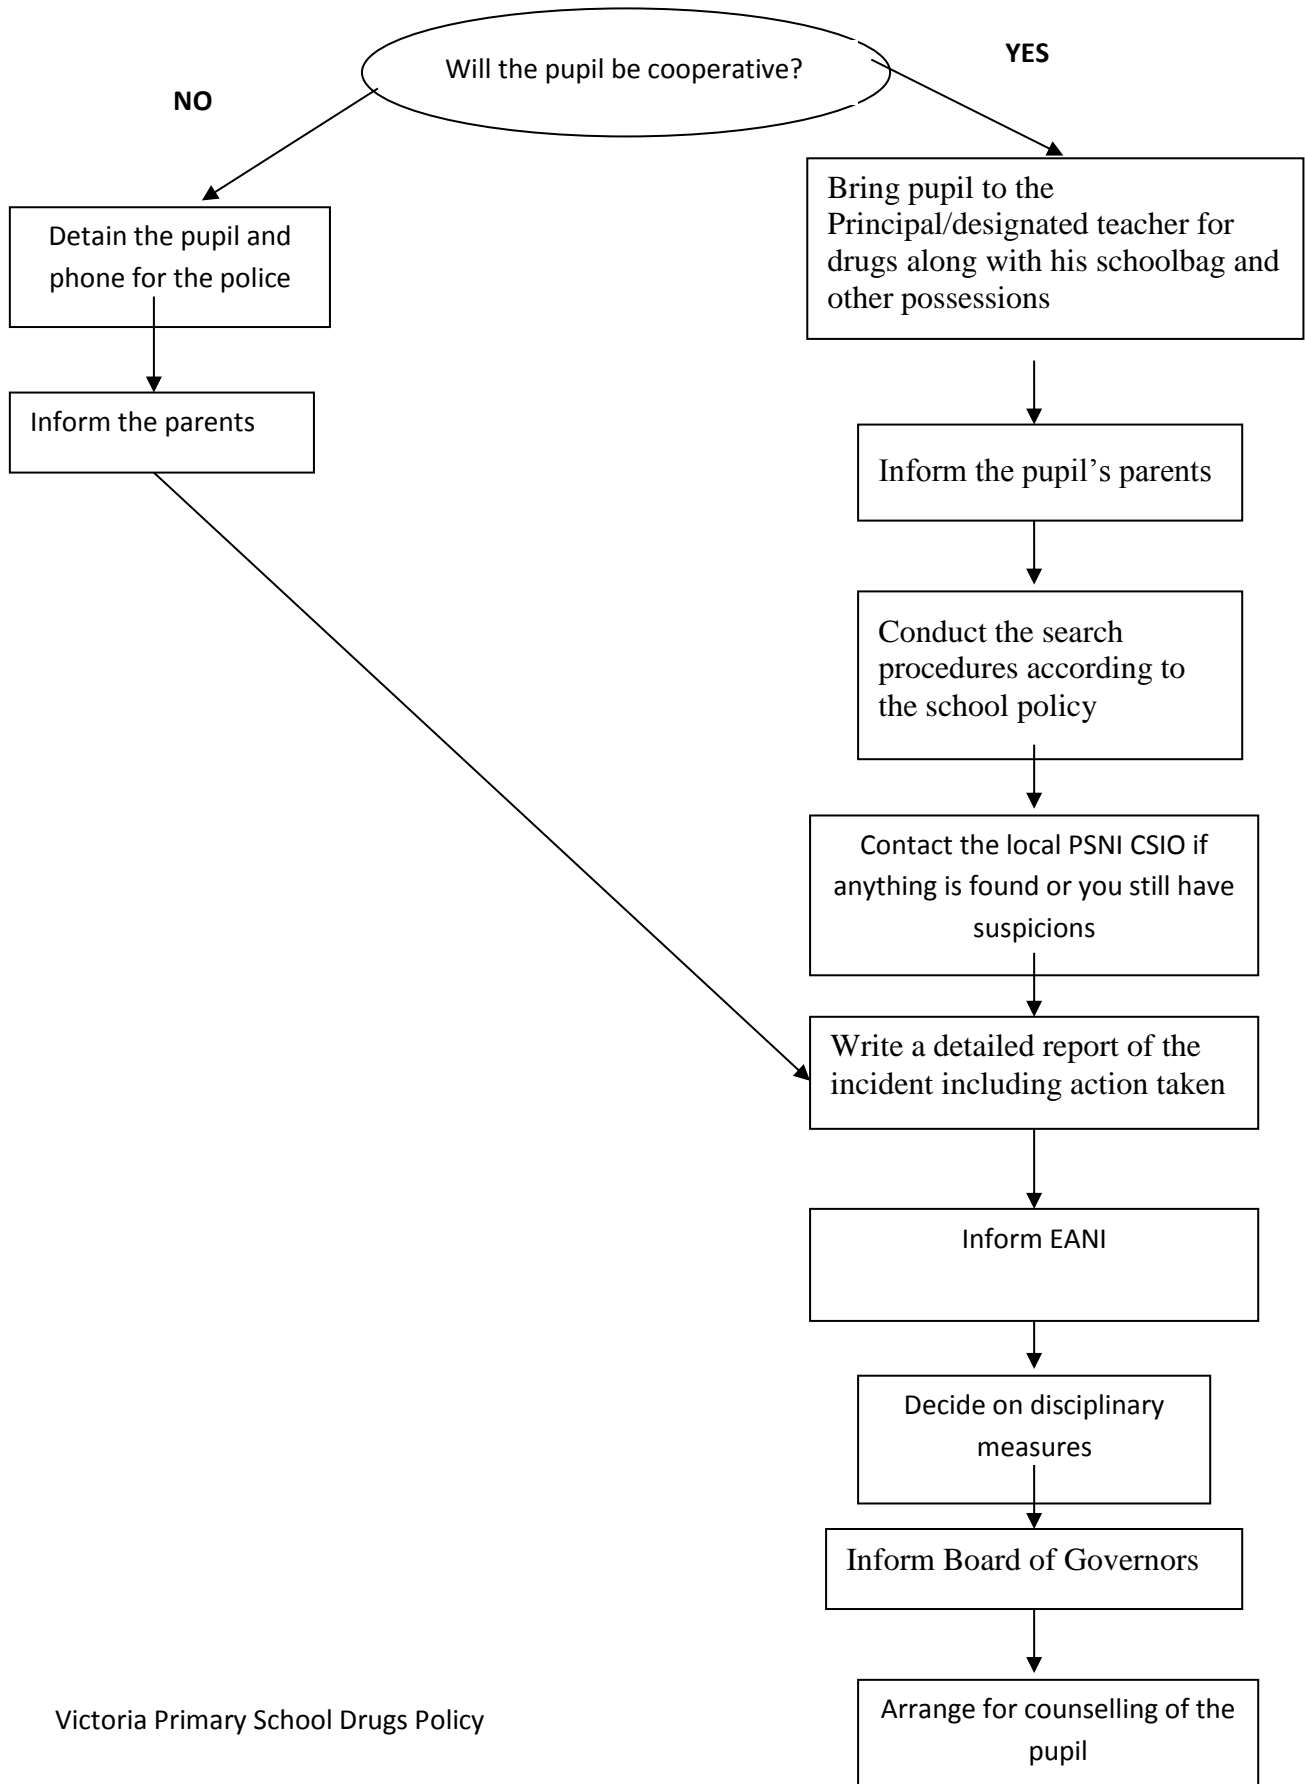 Will the pupil be cooperative?
YES
NO
Detain the pupil and
phone for the police
Inform the parents
Bring pupil to the
Principal/designated teacher for
drugs along with his schoolbag and
other possessions
Inform the pupil’s parents
Conduct the search
procedures according to
the school policy
Contact the local PSNI CSIO if
anything is found or you still have
suspicions
Write a detailed report of the
incident including action taken
Inform EANI
Decide on disciplinary
measures
Inform Board of Governors
Arrange for counselling of the
pupil
Victoria Primary School Drugs Policy